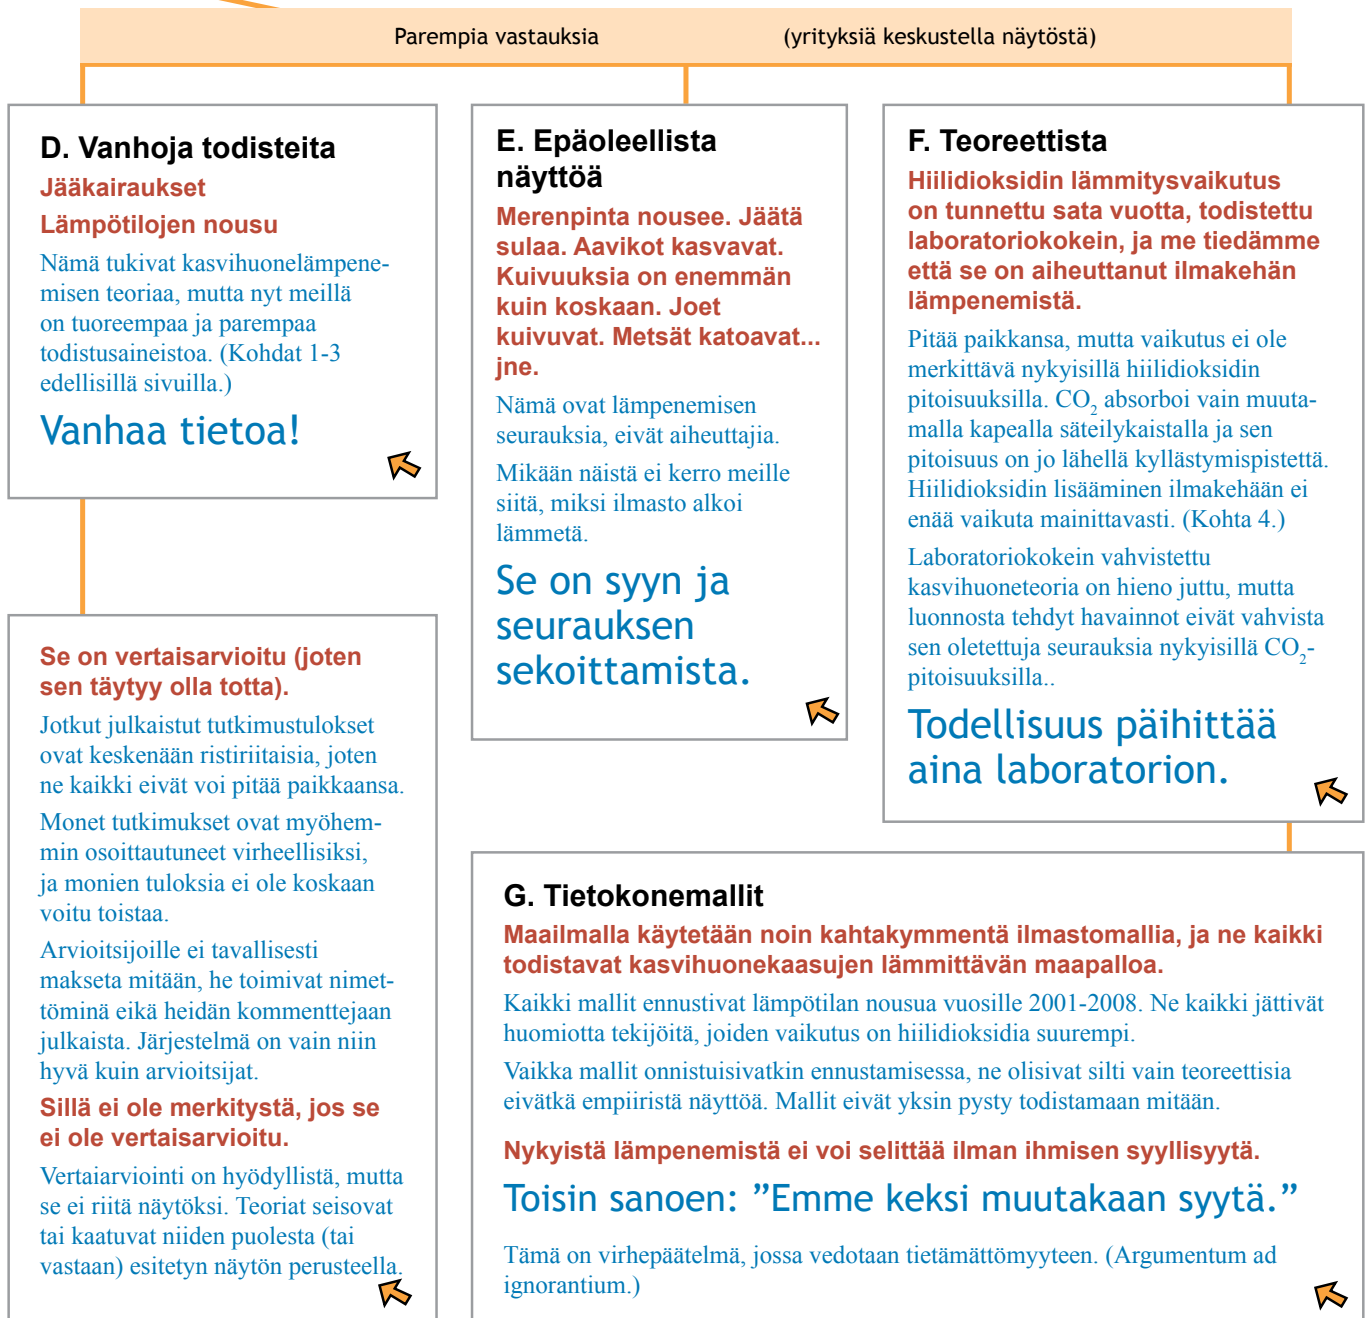 Parempia vastauksia (yrityksiä keskustella näytöstä)
D. Vanhoja todisteita
Jääkairaukset
Lämpötilojen nousu
Nämä tukivat kasvihuonelämpene-
misen teoriaa, mutta nyt meillä
on tuoreempaa ja parempaa
todistusaineistoa. (Kohdat 1-3
edellisillä sivuilla.)
Vanhaa tietoa!
Se on vertaisarvioitu (joten
sen täytyy olla totta).
Jotkut julkaistut tutkimustulokset
ovat keskenään ristiriitaisia, joten
ne kaikki eivät voi pitää paikkaansa.
Monet tutkimukset ovat myöhem-
min osoittautuneet virheellisiksi,
ja monien tuloksia ei ole koskaan
voitu toistaa.
Arvioitsijoille ei tavallisesti
makseta mitään, he toimivat nimet-
töminä eikä heidän kommenttejaan
julkaista. Järjestelmä on vain niin
hyvä kuin arvioitsijat.
Sillä ei ole merkitystä, jos se
ei ole vertaisarvioitu.
Vertaiarviointi on hyödyllistä, mutta
se ei riitä näytöksi. Teoriat seisovat
tai kaatuvat niiden puolesta (tai
vastaan) esitetyn näytön perusteella.
E. Epäoleellista
näyttöä
Merenpinta nousee. Jäätä
sulaa. Aavikot kasvavat.
Kuivuuksia on enemmän
kuin koskaan. Joet
kuivuvat. Metsät katoavat...
jne.
Nämä ovat lämpenemisen
seurauksia, eivät aiheuttajia.
Mikään näistä ei kerro meille
siitä, miksi ilmasto alkoi
lämmetä.
Se on syyn ja
seurauksen
sekoittamista.
F. Teoreettista
Hiilidioksidin lämmitysvaikutus
on tunnettu sata vuotta, todistettu
laboratoriokokein, ja me tiedämme
että se on aiheuttanut ilmakehän
lämpenemistä.
Pitää paikkansa, mutta vaikutus ei ole
merkittävä nykyisillä hiilidioksidin
pitoisuuksilla. CO₂ absorboi vain muuta-
malla kapealla säteilykaistalla ja sen
pitoisuus on jo lähellä kyllästymispistettä.
Hiilidioksidin lisääminen ilmakehään ei
enää vaikuta mainittavasti. (Kohta 4.)
Laboratoriokokein vahvistettu
kasvihuoneteoria on hieno juttu, mutta
luonnosta tehdyt havainnot eivät vahvista
sen oletettuja seurauksia nykyisillä CO₂-
pitoisuuksilla..
Todellisuus päihittää
aina laboratorion.
G. Tietokonemallit
Maailmalla käytetään noin kahtakymmentä ilmastomallia, ja ne kaikki
todistavat kasvihuonekaasujen lämmittävän maapalloa.
Kaikki mallit ennustivat lämpötilan nousua vuosille 2001-2008. Ne kaikki jättivät
huomiotta tekijöitä, joiden vaikutus on hiilidioksidia suurempi.
Vaikka mallit onnistuisivatkin ennustamisessa, ne olisivat silti vain teoreettisia
eivätkä empiiristä näyttöä. Mallit eivät yksin pysty todistamaan mitään.
Nykyistä lämpenemistä ei voi selittää ilman ihmisen syyllisyytä.
Toisin sanoen: ”Emme keksi muutakaan syytä.”
Tämä on virhepäätelmä, jossa vedotaan tietämättömyyteen. (Argumentum ad
ignorantium.)